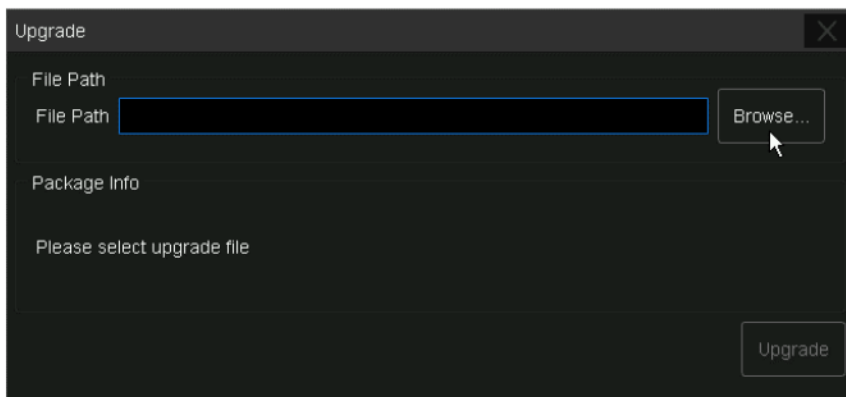 Upgrade
File Path
File Path
Browse...
Package Info
Please select upgrade file
Upgrade